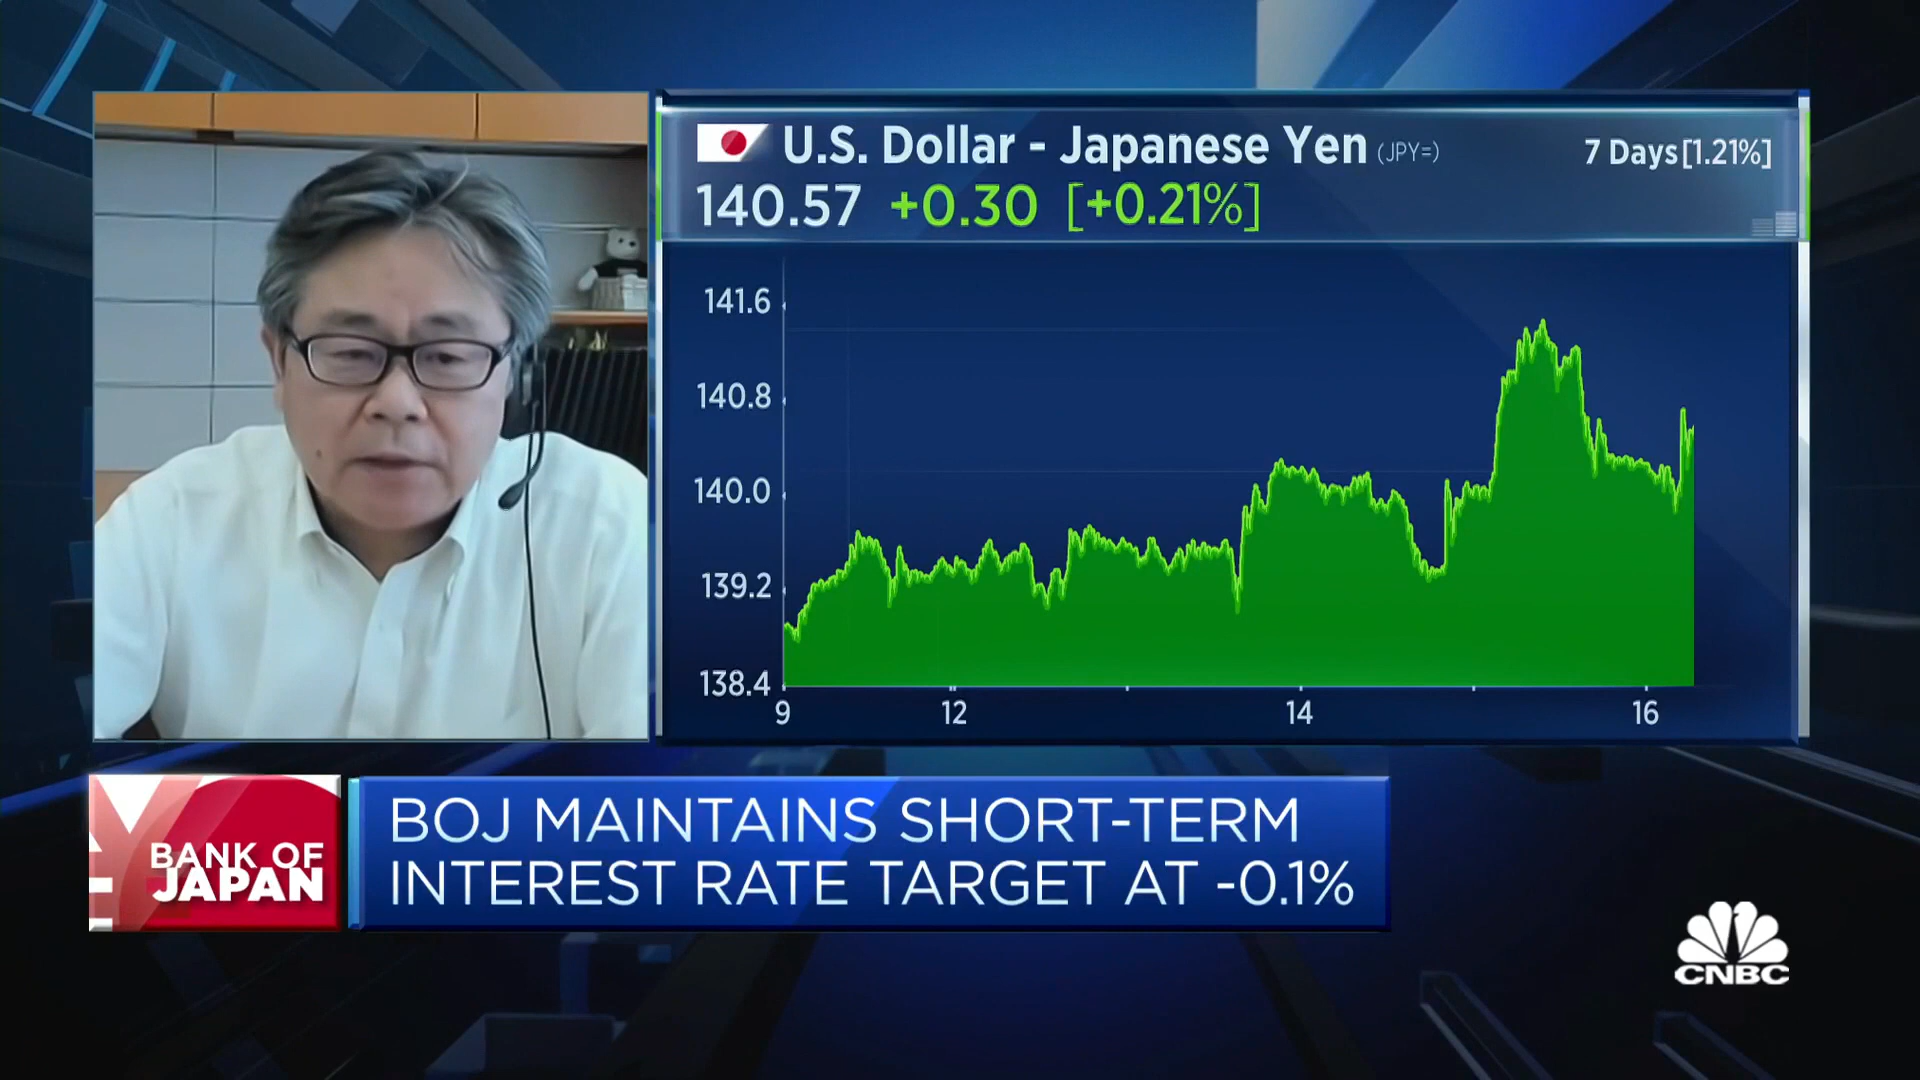 U.S. Dollar - Japanese Yen (JPY=)
7 Days [1.21%]
140.57 +0.30 [+0.21%]
141.6
140.8
140.0
139.2
138.4
9 12 14 16
BANK OF
JAPAN
BOJ MAINTAINS SHORT-TERM
INTEREST RATE TARGET AT -0.1%
CNBC